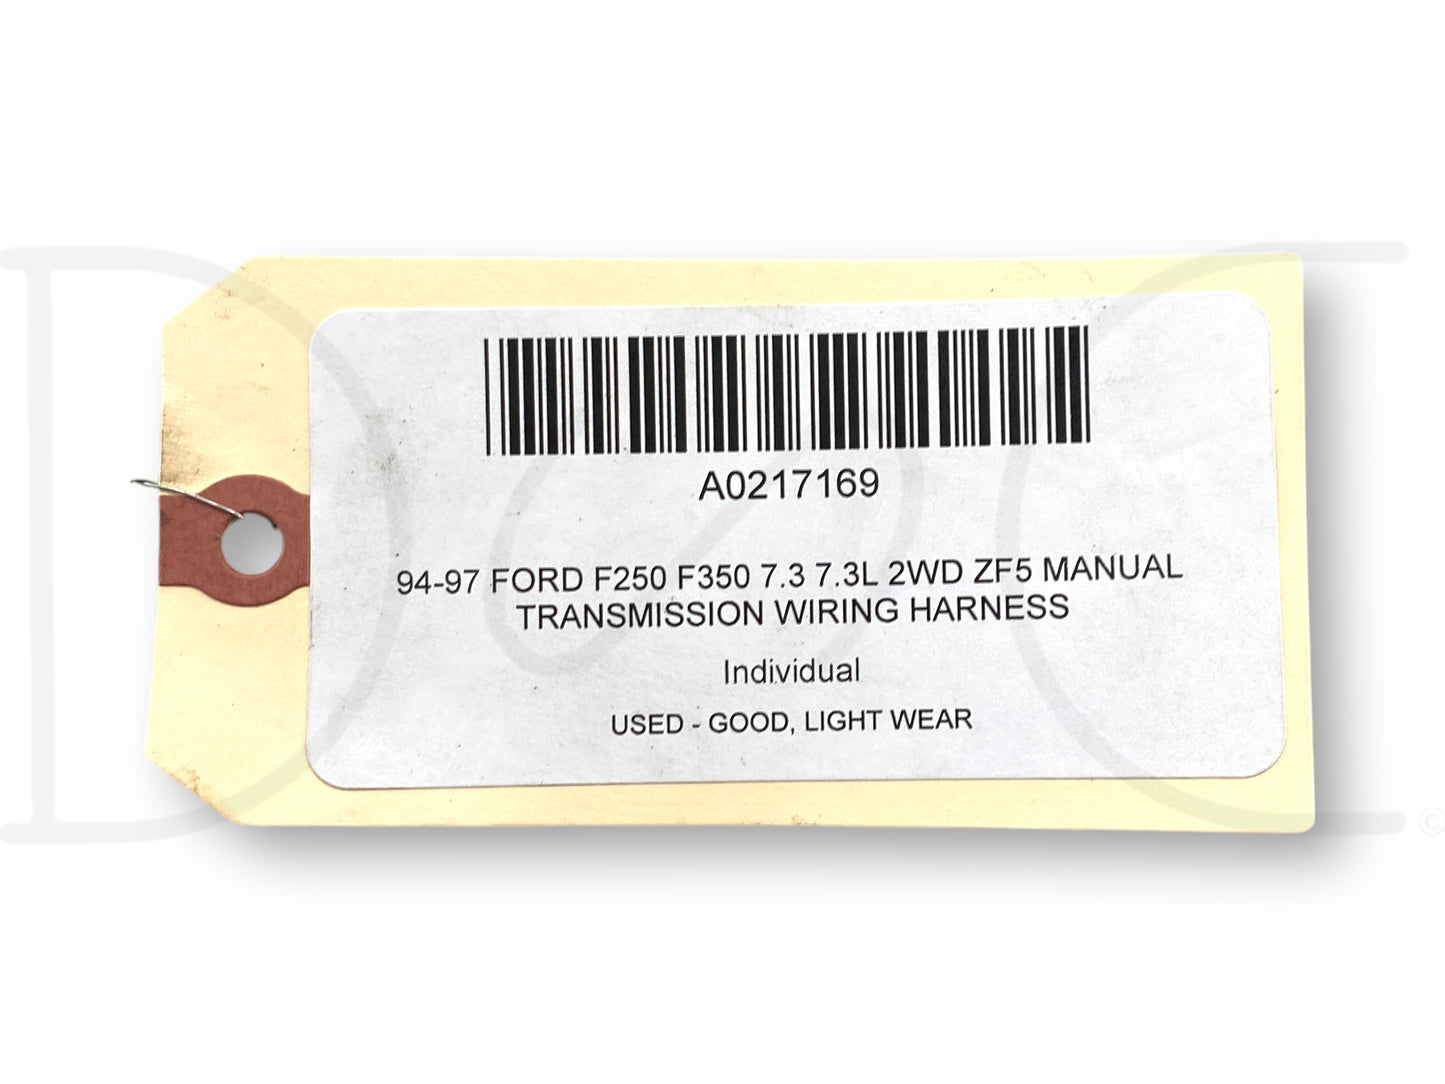 A0217169
94-97 FORD F250 F350 7.3 7.3L 2WD ZF5 MANUAL
TRANSMISSION WIRING HARNESS
Individual
USED - GOOD, LIGHT WEAR
©